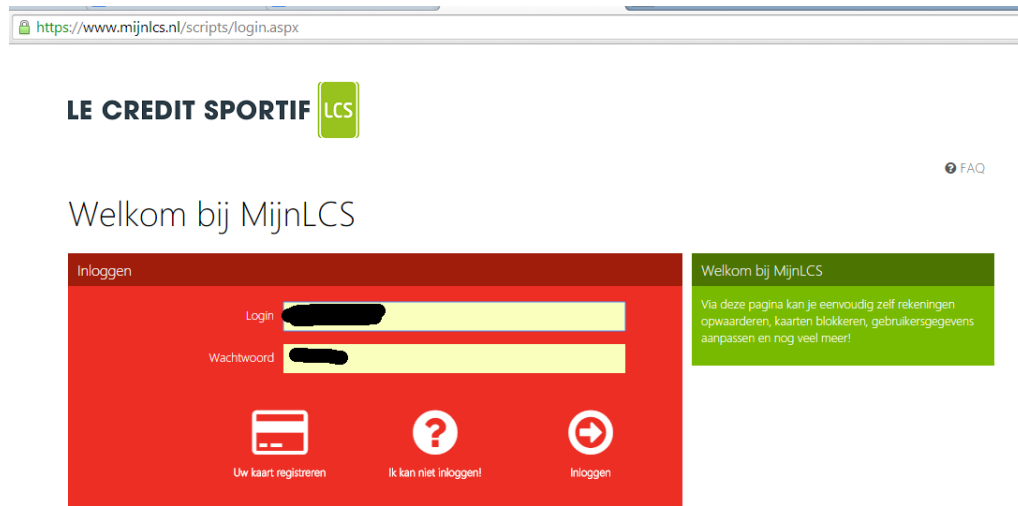 https://www.mijnlcs.nl/scripts/login.aspx
LE CREDIT SPORTIF LCS
FAQ
Welkom bij MijnLCS
Inloggen
Login
Wachtwoord
Uw kaart registreren
Ik kan niet inloggen!
Inloggen
Welkom bij MijnLCS
Via deze pagina kan je eenvoudig zelf rekeningen
opwaarderen, kaarten blokkeren, gebruikersgegevens
aanpassen en nog veel meer!